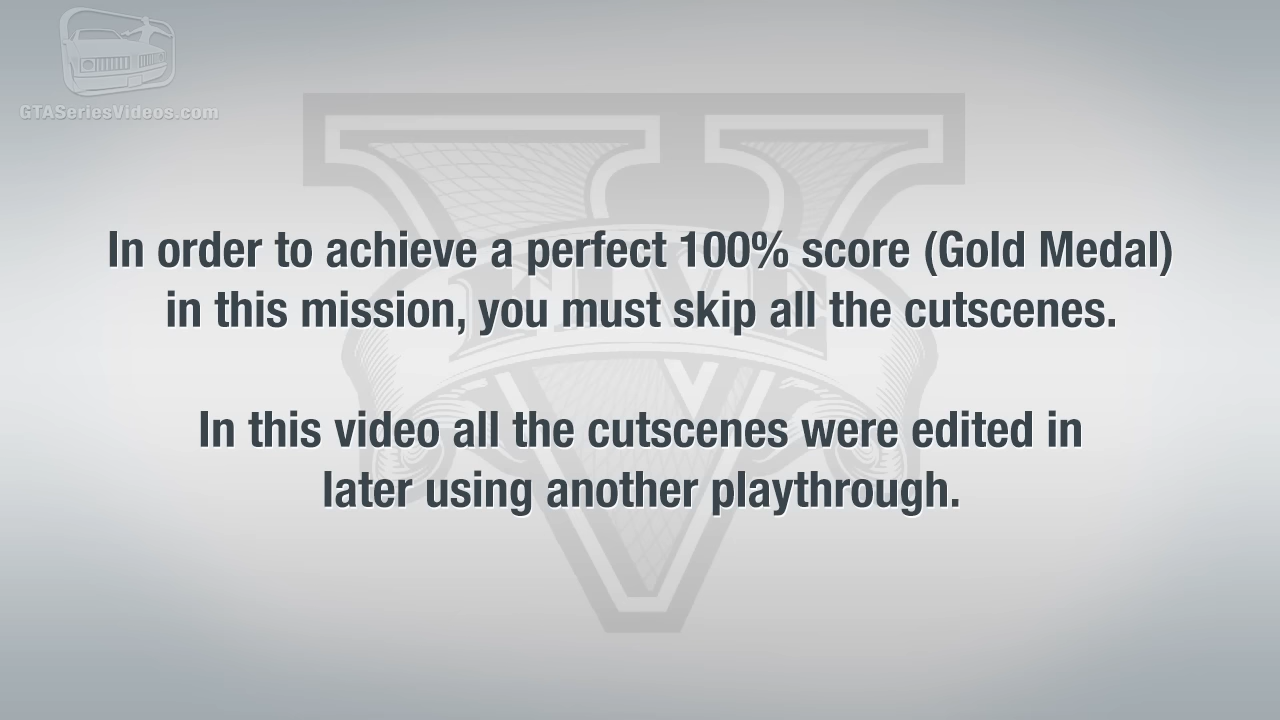 GTASeriesVideos.com
FIVE
In order to achieve a perfect 100% score (Gold Medal)
in this mission, you must skip all the cutscenes.
In this video all the cutscenes were edited in
later using another playthrough.